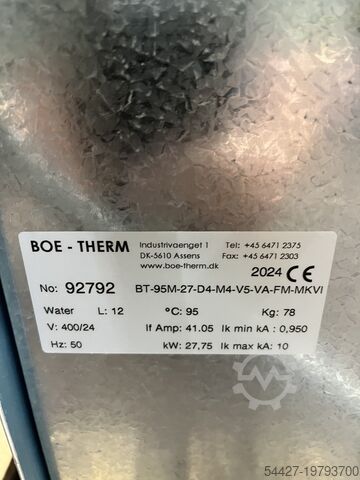 BOE - THERM
Industrivaenget 1 Tel: +45 6471 2375
DK-5610 Assens Fax: +45 6471 2303
www.boe-therm.dk
2024 CE
No: 92792 BT-95M-27-D4-M4-V5-VA-FM-MKVI
Water L: 12 °C: 95 Kg: 78
V: 400/24 If Amp: 41.05 Ik min kA : 0,950
Hz: 50 kW: 27,75 Ik max kA: 10
54427-19793700